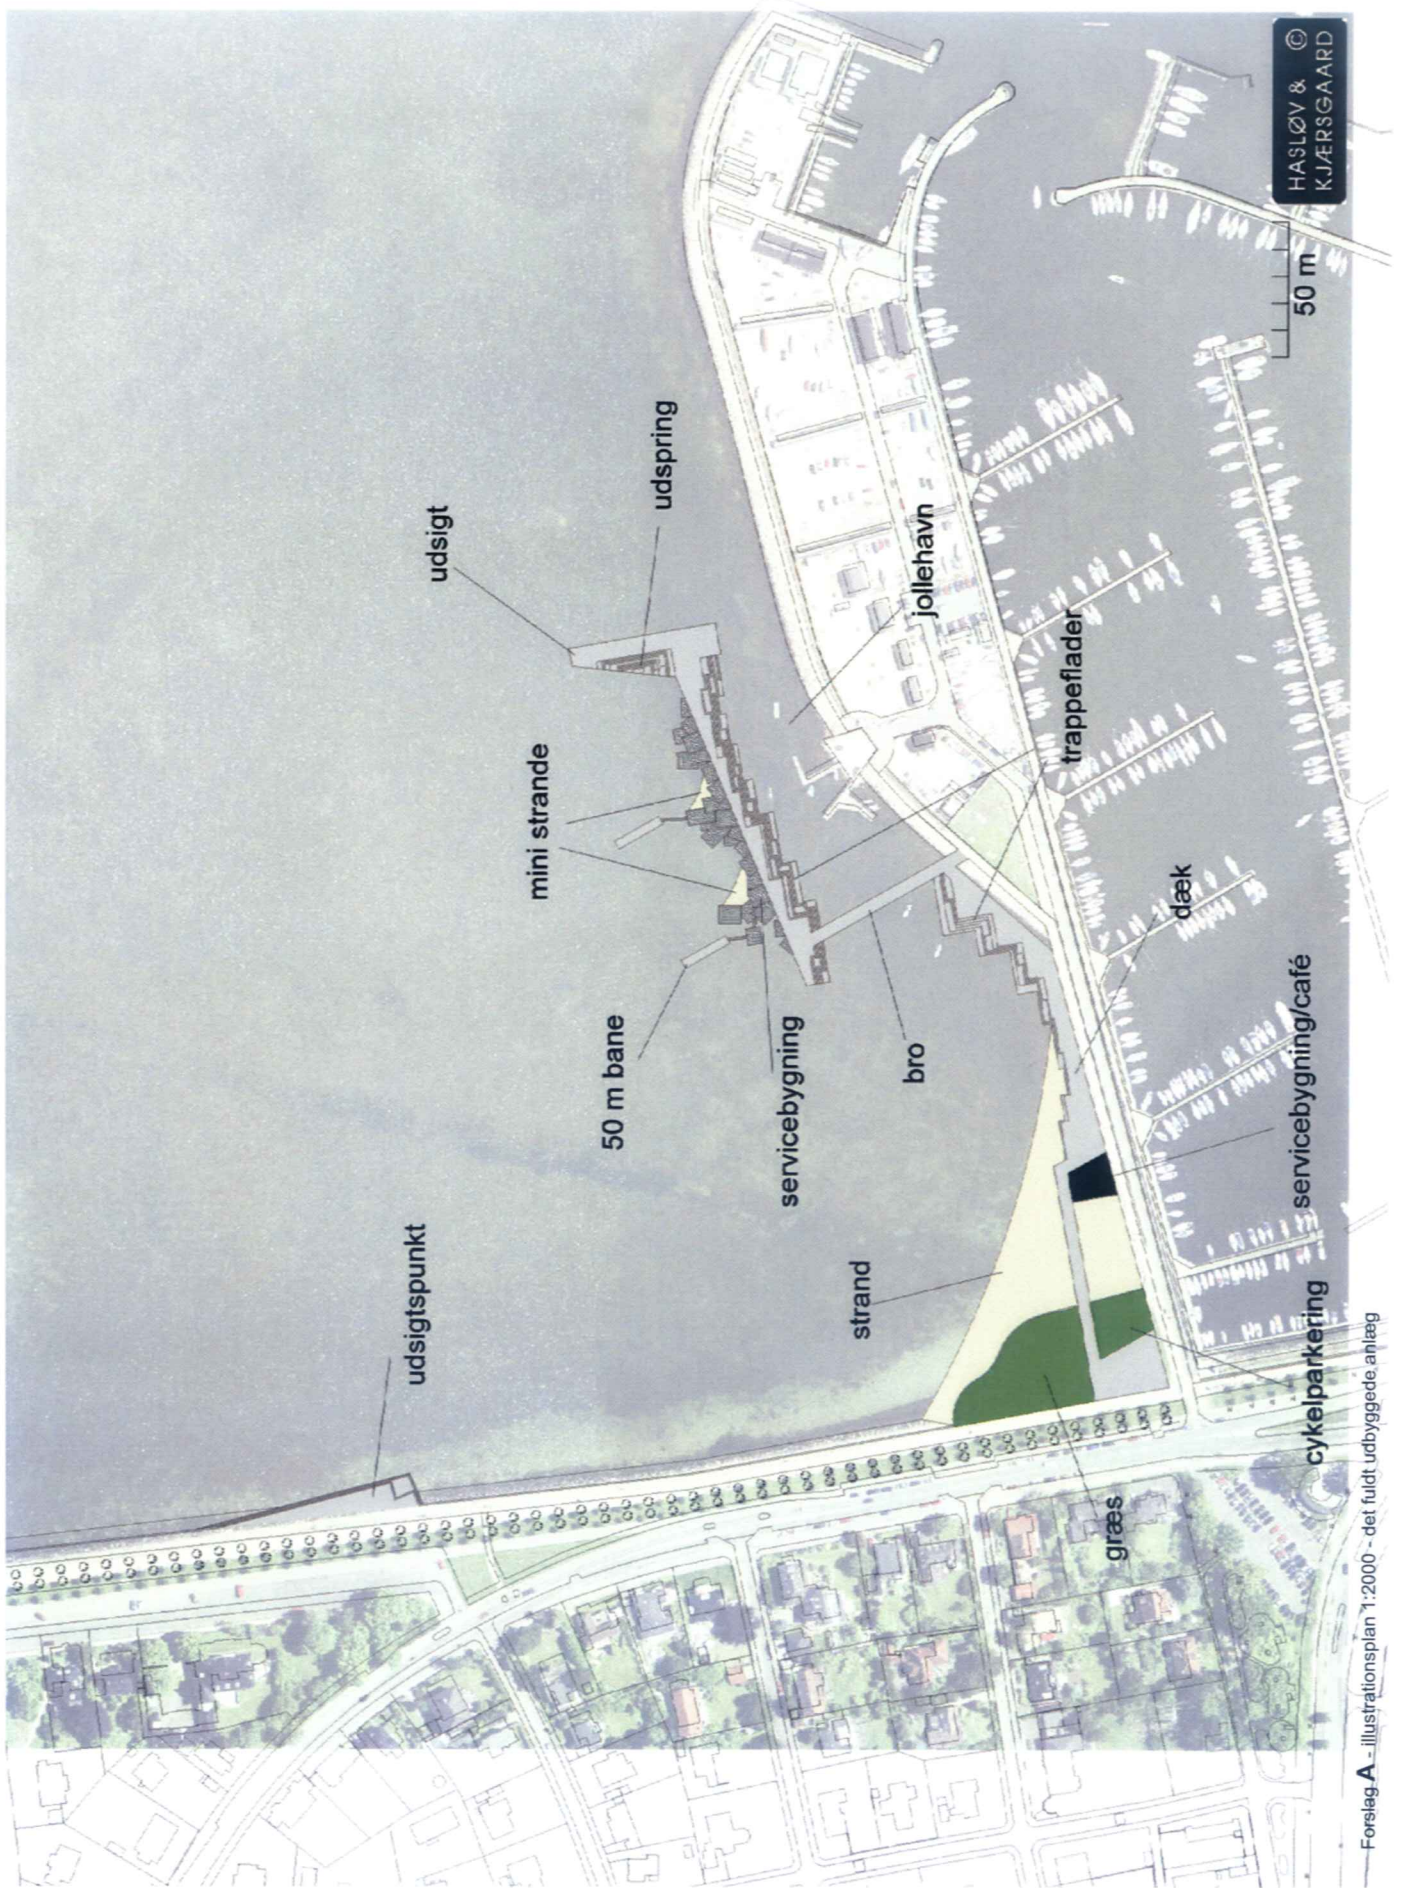 udsigtspunkt
udsigt
mini strande
50 m bane
udspring
servicebygning
strand
bro
jollehavn
trappeflader
græs
dæk
servicebygning/café
cykelparkering
50 m
HASLØV & ©
KJÆRSGAARD
Forslag A - illustrationsplan 1:2000 - det fuldt udbyggede anlæg